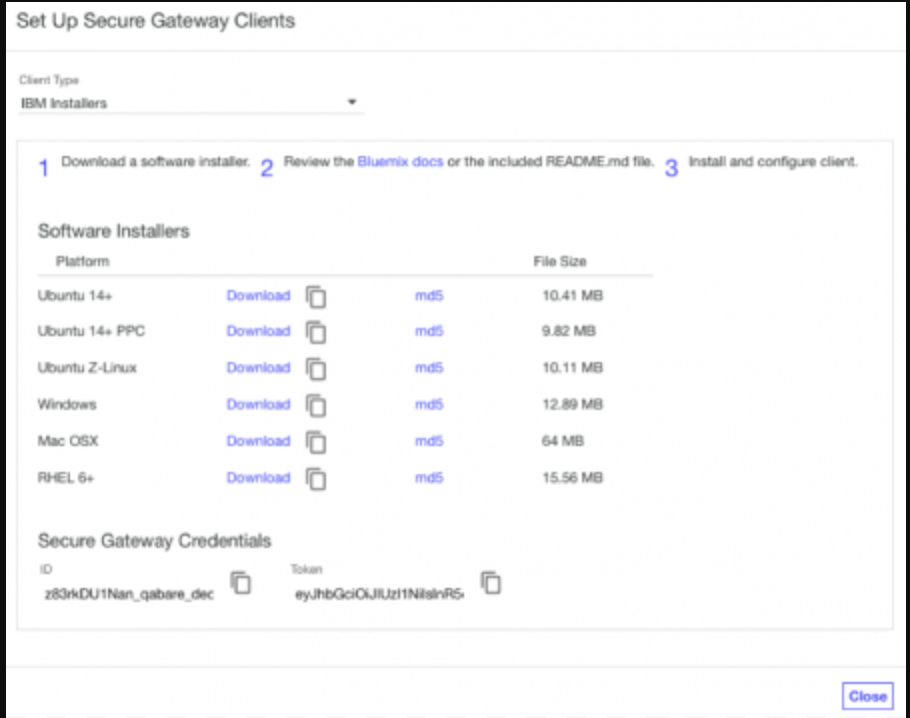 Set Up Secure Gateway Clients
Client Type
IBM Installers
1 Download a software installer. 2 Review the Bluemix docs or the included README.md file. 3 Install and configure client.
Software Installers
Platform File Size
Ubuntu 14+ Download md5 10.41 MB
Ubuntu 14+ PPC Download md5 9.82 MB
Ubuntu Z-Linux Download md5 10.11 MB
Windows Download md5 12.89 MB
Mac OSX Download md5 64 MB
RHEL 6+ Download md5 15.56 MB
Secure Gateway Credentials
ID Token
z83rkDU1Nan_qabare_dec
Close